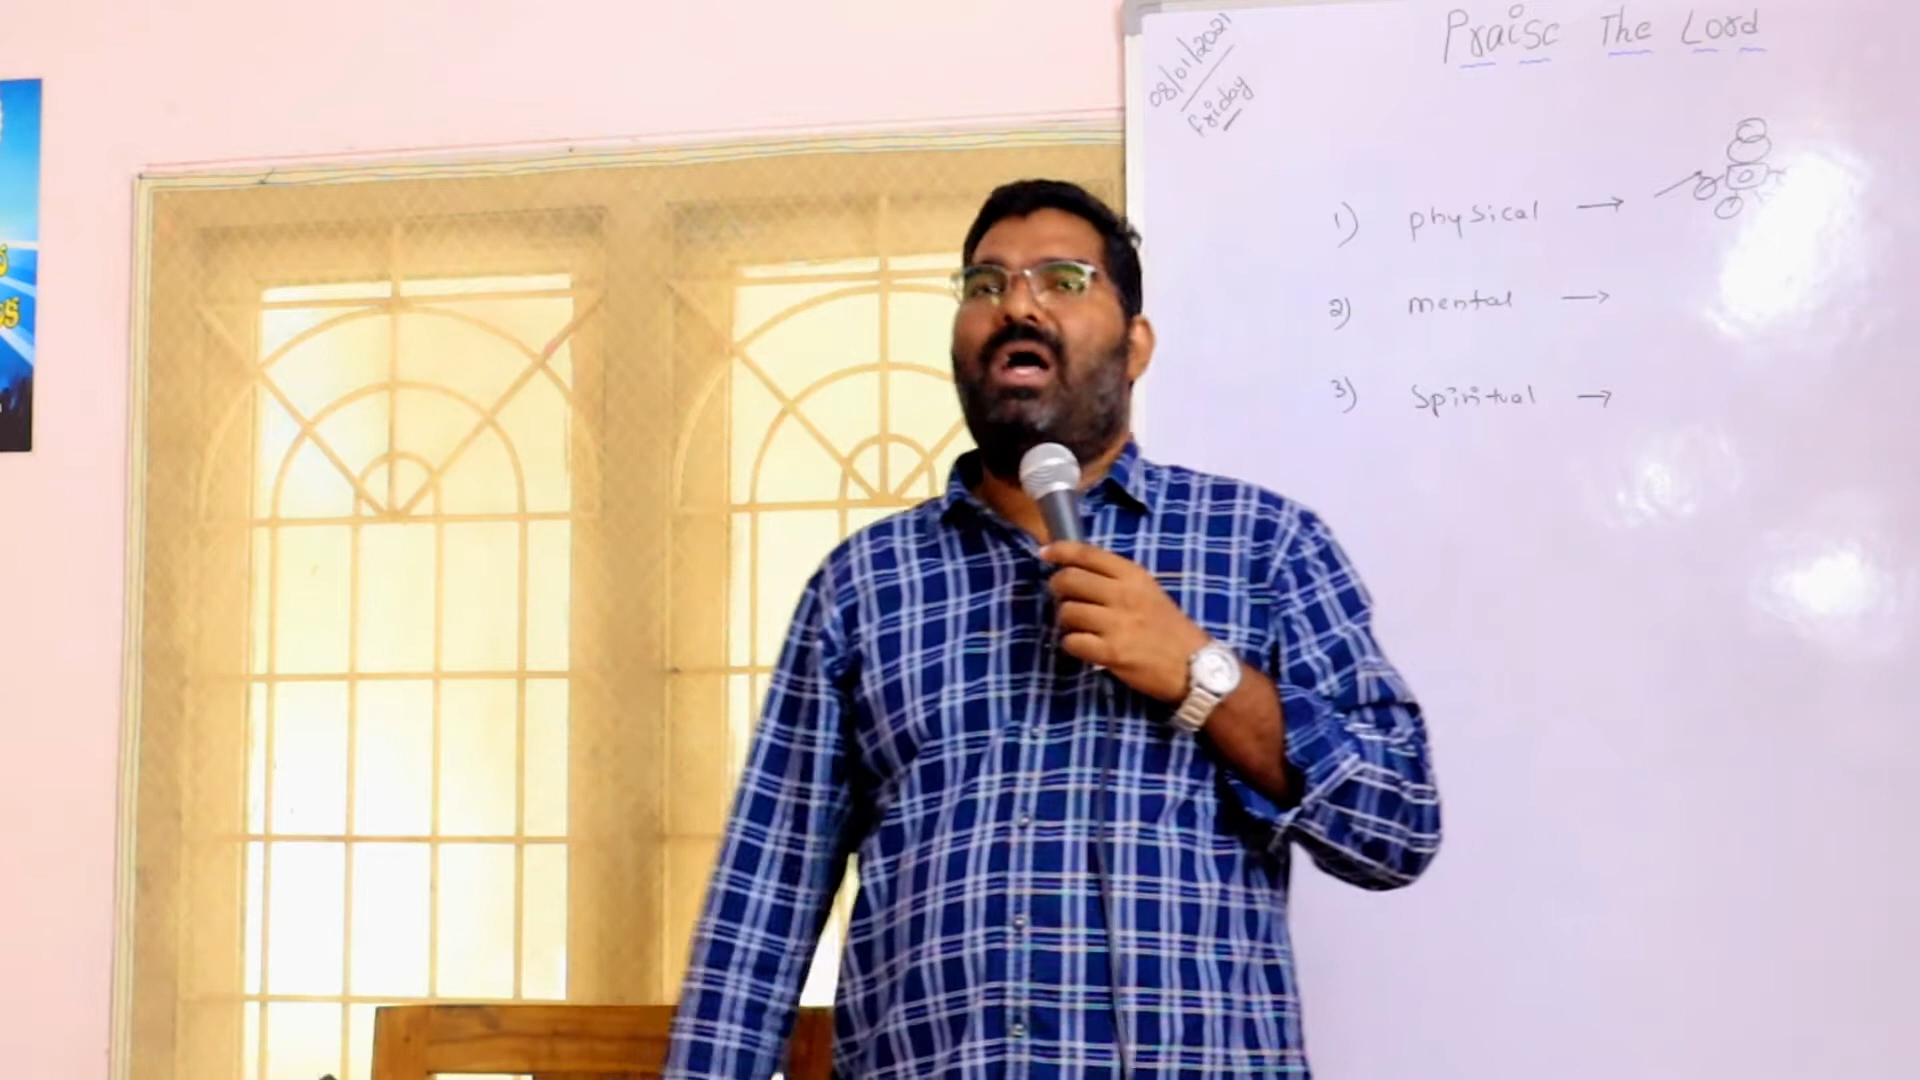 08/01/2021
friday
Praise The Lord
1) physical →
2) mental →
3) Spiritual →